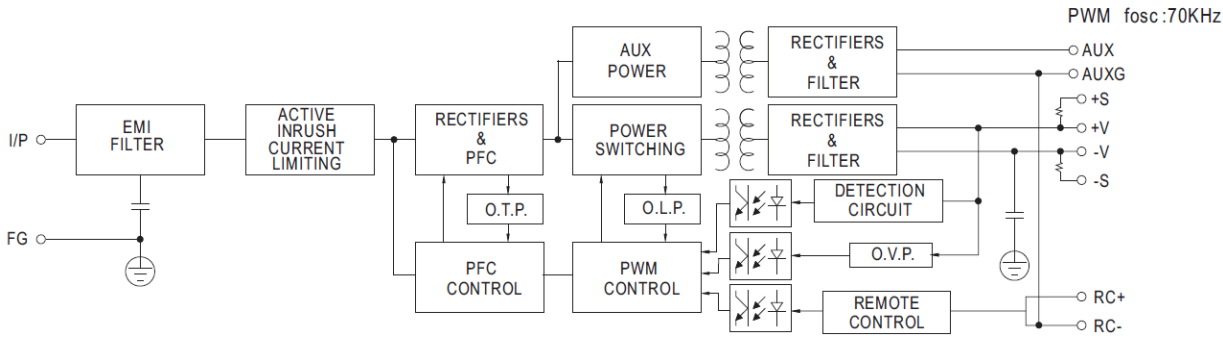 PWM fosc:70KHz
AUX
POWER
RECTIFIERS
&
FILTER
AUX
AUXG
I/P
EMI
FILTER
ACTIVE
INRUSH
CURRENT
LIMITING
RECTIFIERS
&
PFC
POWER
SWITCHING
RECTIFIERS
&
FILTER
+S
+V
-V
-S
O.T.P.
O.L.P.
DETECTION
CIRCUIT
FG
PFC
CONTROL
PWM
CONTROL
O.V.P.
REMOTE
CONTROL
RC+
RC-